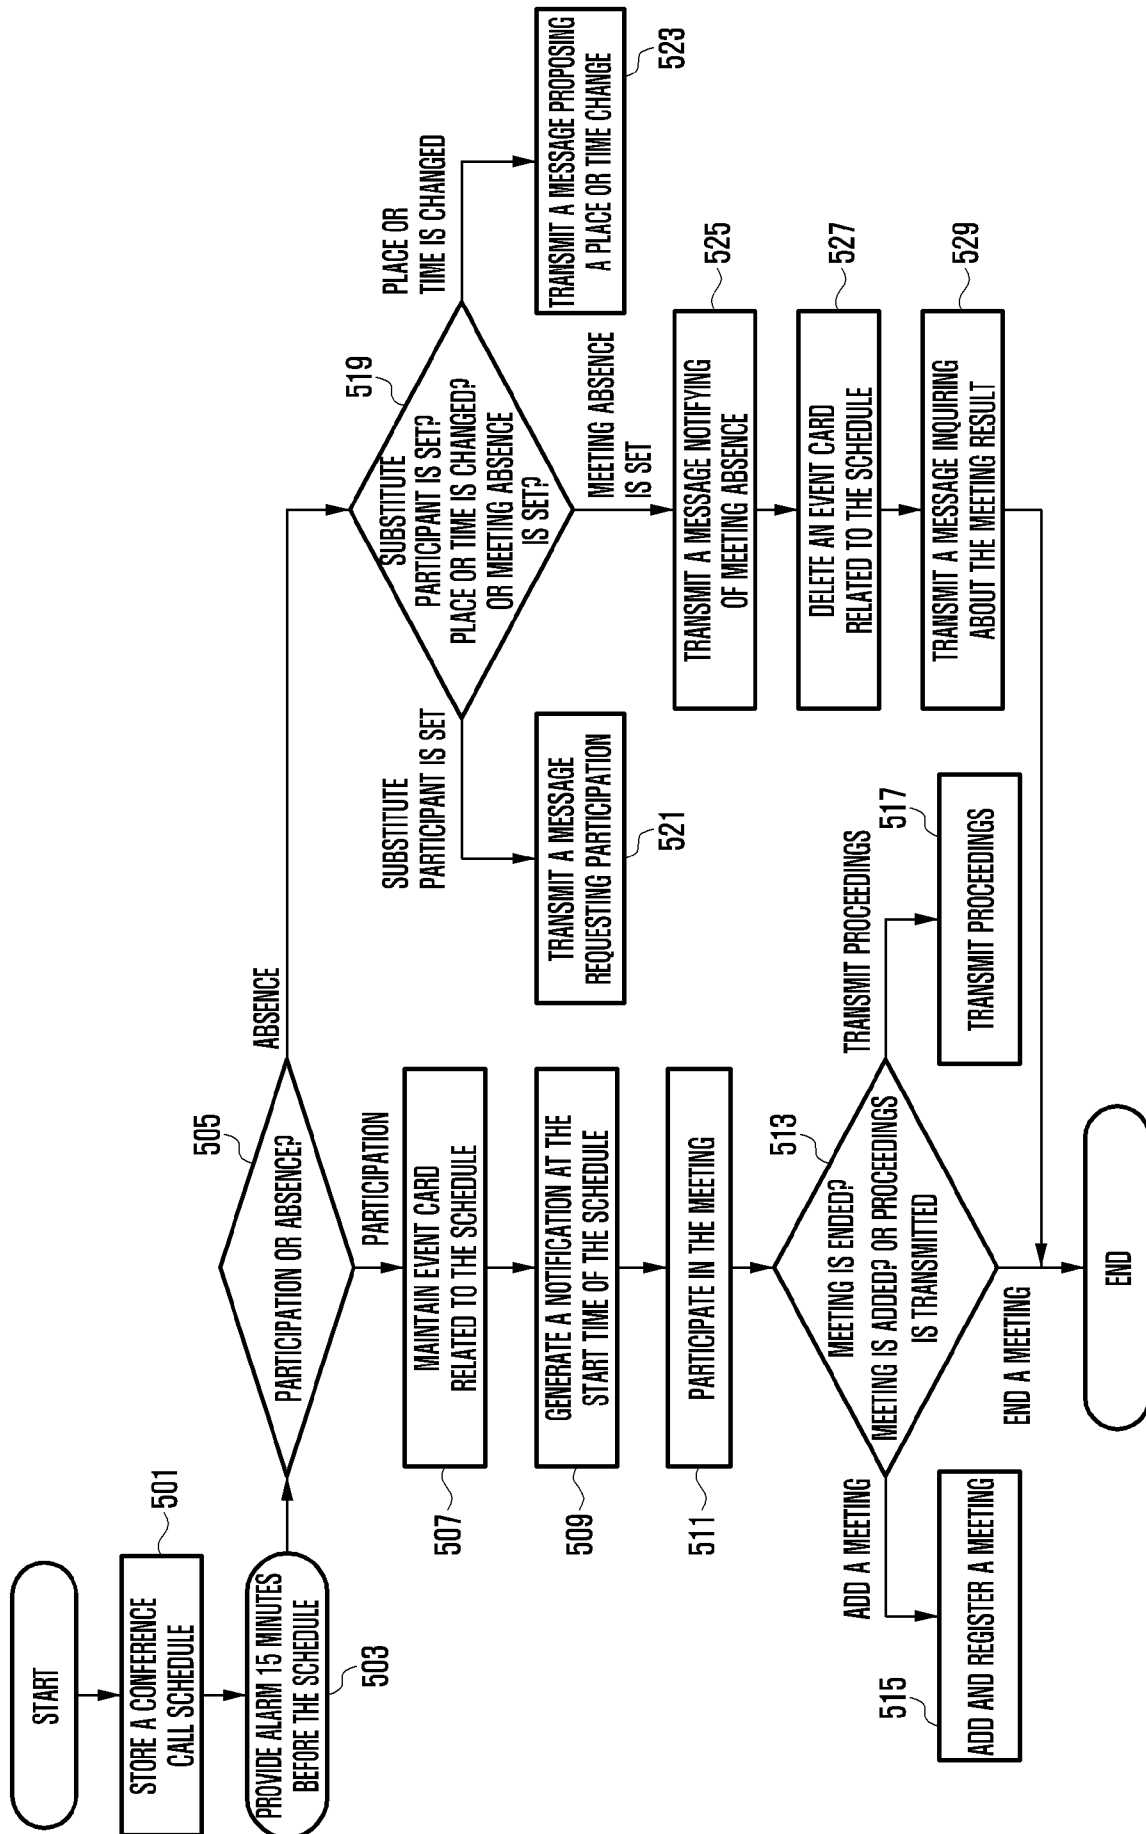 START
STORE A CONFERENCE
CALL SCHEDULE
501
PROVIDE ALARM 15 MINUTES
BEFORE THE SCHEDULE
503
PARTICIPATION OR ABSENCE?
505
ABSENCE
PARTICIPATION
MAINTAIN EVENT CARD
RELATED TO THE SCHEDULE
507
GENERATE A NOTIFICATION AT THE
START TIME OF THE SCHEDULE
509
PARTICIPATE IN THE MEETING
511
MEETING IS ENDED?
MEETING IS ADDED? OR PROCEEDINGS
IS TRANSMITTED
513
ADD A MEETING
ADD AND REGISTER A MEETING
515
TRANSMIT PROCEEDINGS
TRANSMIT PROCEEDINGS
517
END A MEETING
SUBSTITUTE
PARTICIPANT IS SET?
PLACE OR TIME IS CHANGED?
OR MEETING ABSENCE
IS SET?
519
SUBSTITUTE
PARTICIPANT IS SET
TRANSMIT A MESSAGE
REQUESTING PARTICIPATION
521
PLACE OR
TIME IS CHANGED
TRANSMIT A MESSAGE PROPOSING
A PLACE OR TIME CHANGE
523
MEETING ABSENCE
IS SET
TRANSMIT A MESSAGE NOTIFYING
OF MEETING ABSENCE
525
DELETE AN EVENT CARD
RELATED TO THE SCHEDULE
527
TRANSMIT A MESSAGE INQUIRING
ABOUT THE MEETING RESULT
529
END